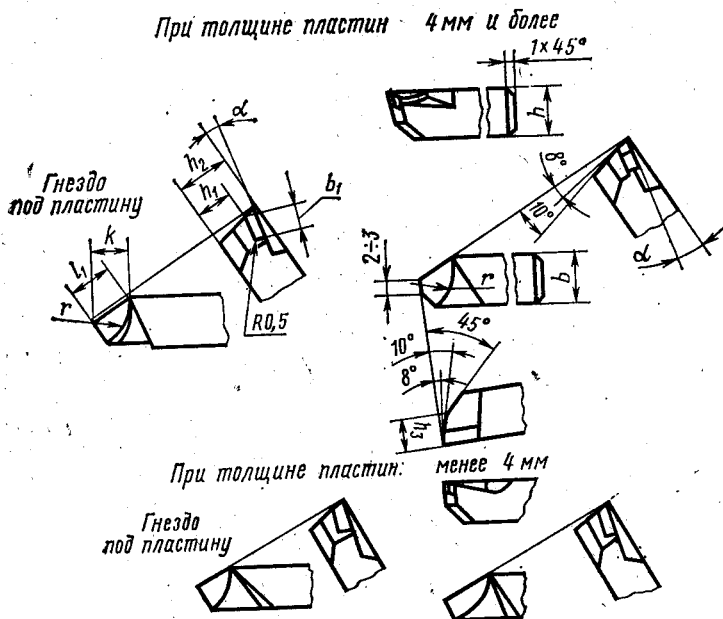 При толщине пластин 4 мм и более
1×45°
h
α
h₂
h₁
b₁
Гнездо
под пластину
k
l₁
r
R0,5
8°
10°
α
2÷3
r
b
45°
10°
8°
h₃
При толщине пластин: менее 4 мм
Гнездо
под пластину